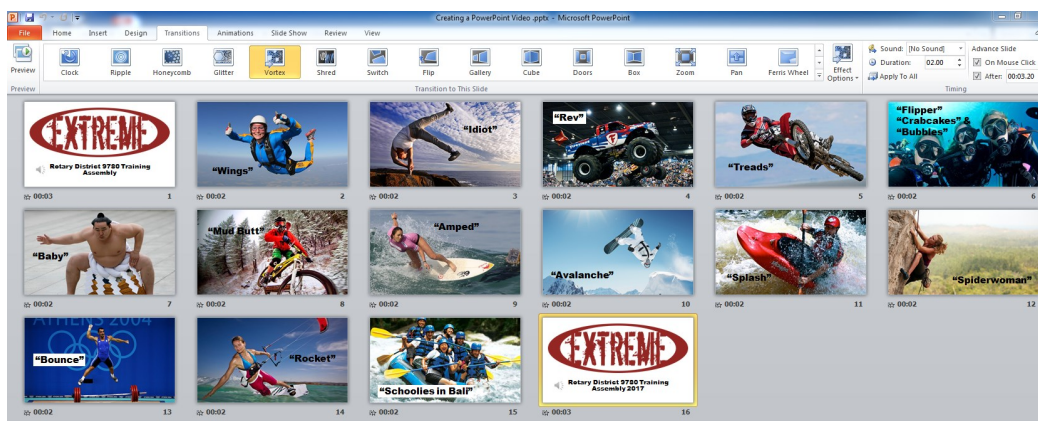 Creating a PowerPoint Video .pptx - Microsoft PowerPoint
File Home Insert Design Transitions Animations Slide Show Review View
Preview
Clock Ripple Honeycomb Glitter Vortex Shred Switch Flip Gallery Cube Doors Box Zoom Pan Ferris Wheel
Effect
Options
Sound: [No Sound]
Duration: 02.00
Apply To All
Advance Slide
On Mouse Click
After: 00:03.20
Preview Transition to This Slide Timing
EXTREME
Rotary District 9780 Training
Assembly
00:03 1
“Wings”
00:02 2
“Idiot”
00:02 3
“Rev”
00:02 4
“Treads”
00:02 5
“Flipper”
“Crabcakes” &
“Bubbles”
00:02 6
“Baby”
00:02 7
“Mud Butt”
00:02 8
“Amped”
00:02 9
“Avalanche”
00:02 10
“Splash”
00:02 11
“Spiderwoman”
00:02 12
ATHENS 2004
“Bounce”
00:02 13
“Rocket”
00:02 14
“Schoolies in Bali”
00:02 15
EXTREME
Rotary District 9780 Training
Assembly 2017
00:03 16